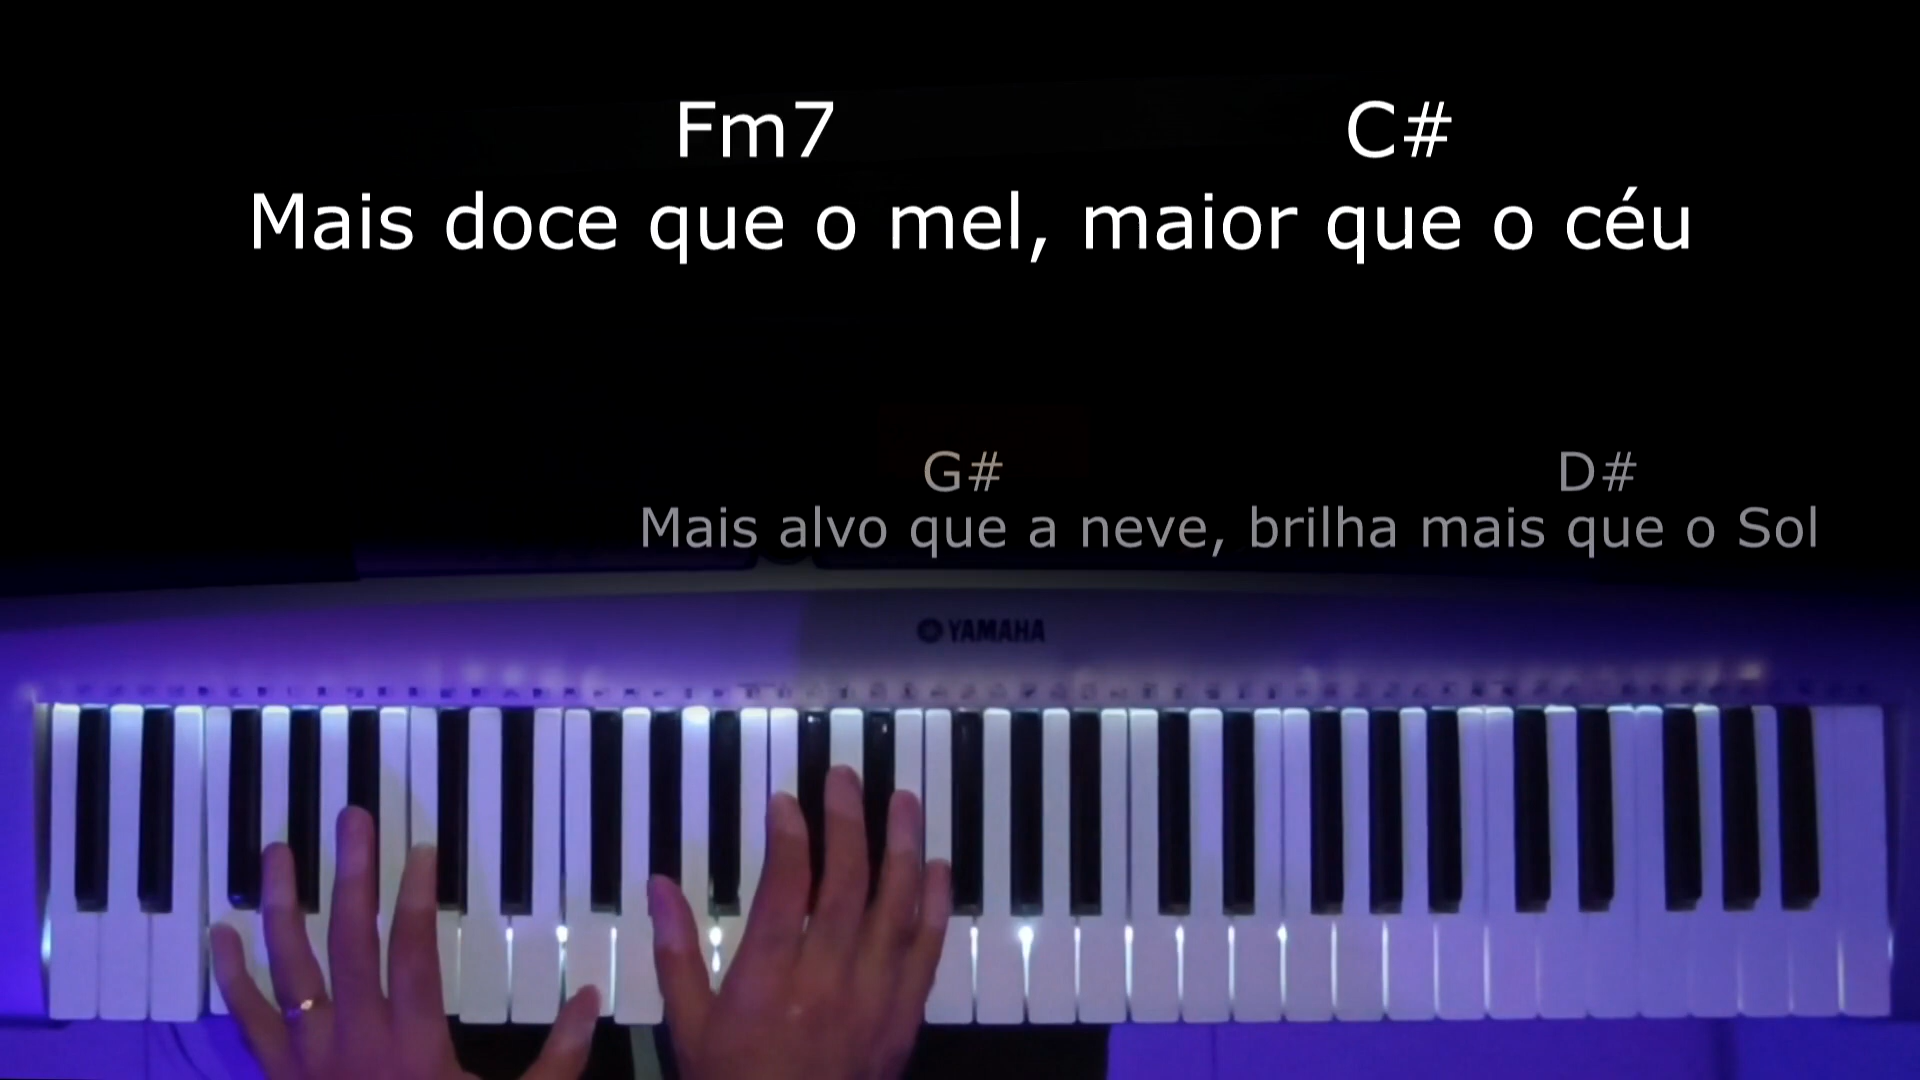 Fm7 C#
Mais doce que o mel, maior que o céu
G# D#
Mais alvo que a neve, brilha mais que o Sol
YAMAHA